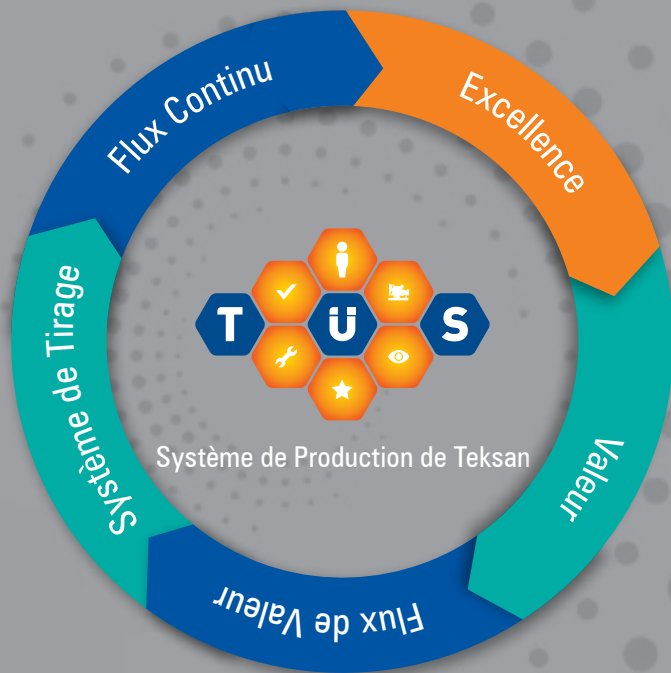 Flux Continu
Excellence
Valeur
Flux de Valeur
Système de Tirage
T Ü S
Système de Production de Teksan